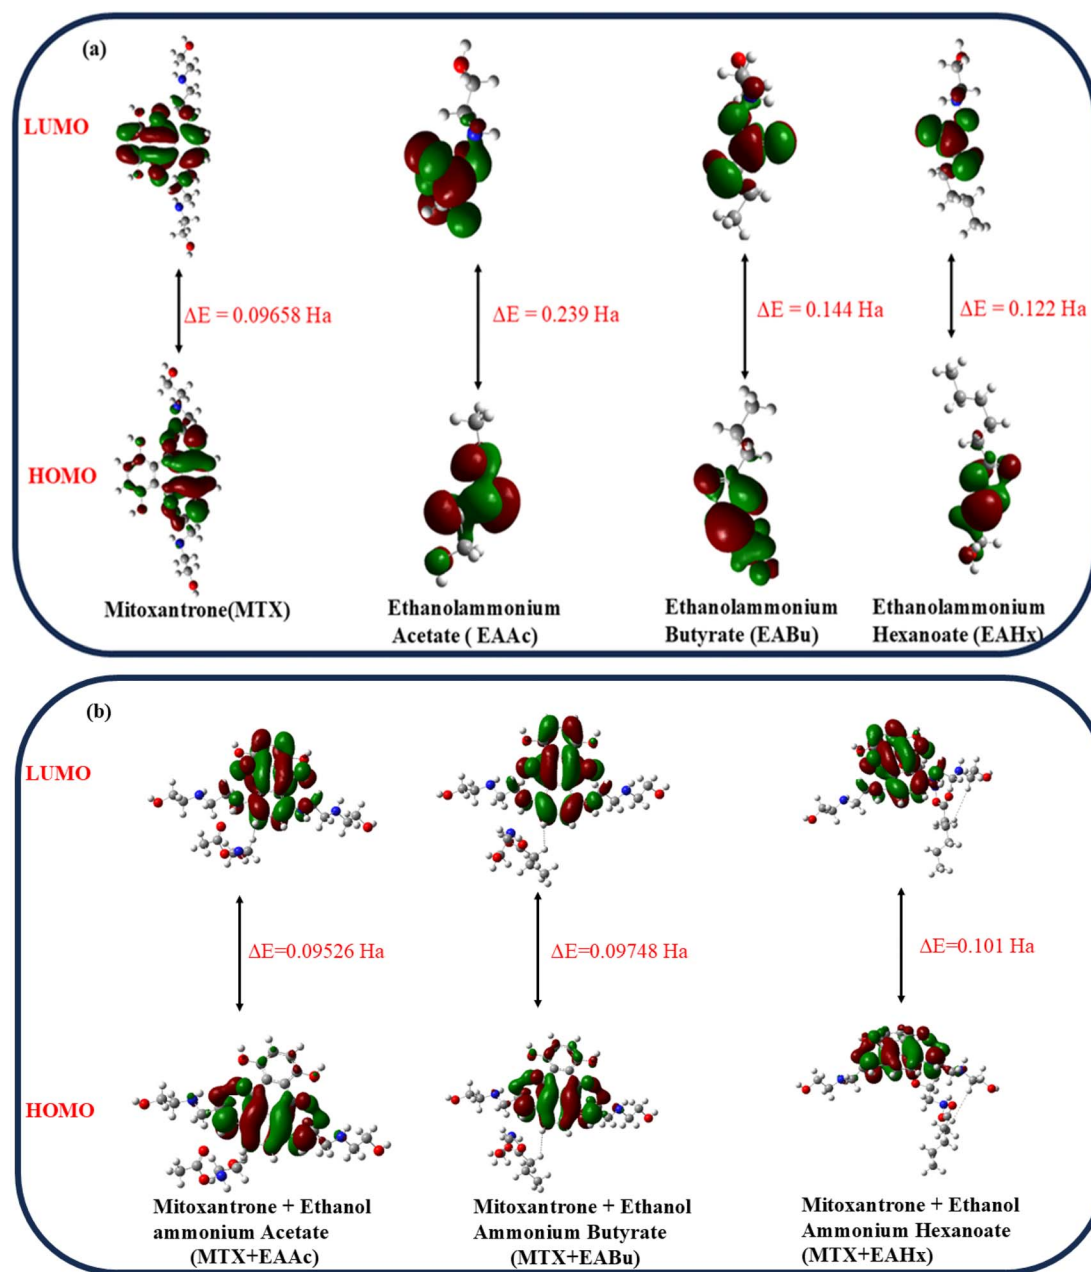 (a)
LUMO
ΔE = 0.09658 Ha
ΔE = 0.239 Ha
ΔE = 0.144 Ha
ΔE = 0.122 Ha
HOMO
Mitoxantrone(MTX)
Ethanolammonium
Acetate ( EAAc)
Ethanolammonium
Butyrate (EABu)
Ethanolammonium
Hexanoate (EAHx)
(b)
LUMO
ΔE=0.09526 Ha
ΔE=0.09748 Ha
ΔE=0.101 Ha
HOMO
Mitoxantrone + Ethanol
ammonium Acetate
(MTX+EAAc)
Mitoxantrone + Ethanol
Ammonium Butyrate
(MTX+EABu)
Mitoxantrone + Ethanol
Ammonium Hexanoate
(MTX+EAHx)